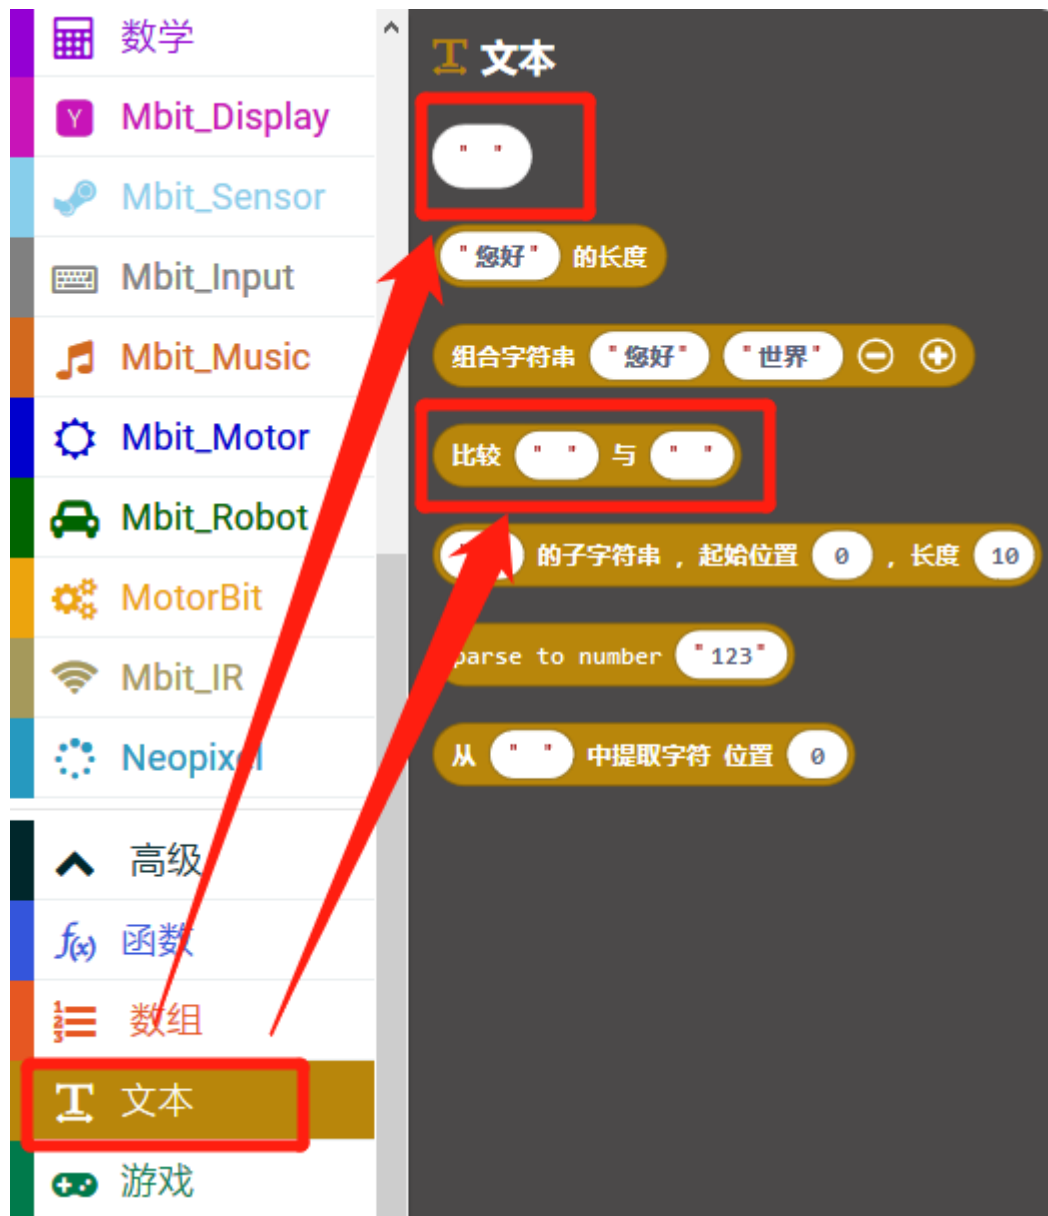 数学
Mbit_Display
Mbit_Sensor
Mbit_Input
Mbit_Music
Mbit_Motor
Mbit_Robot
MotorBit
Mbit_IR
Neopixel
高级
函数
数组
文本
游戏
文本
" "
"您好" 的长度
组合字符串 "您好" "世界"
比较 " " 与 " "
的子字符串 , 起始位置 0 , 长度 10
parse to number "123"
从 " " 中提取字符 位置 0